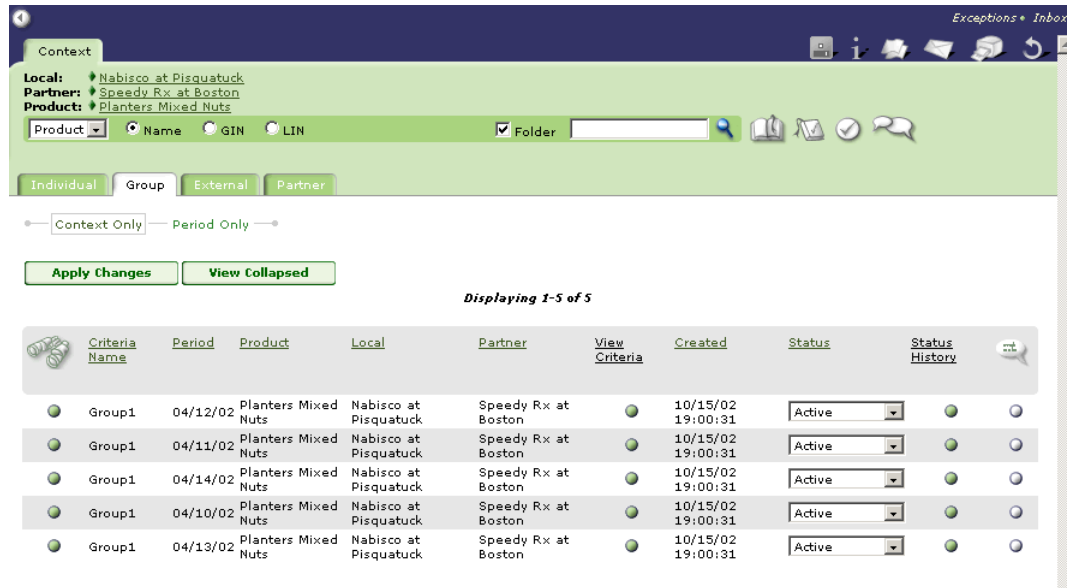 Exceptions • Inbox
Context
Local: Nabisco at Pisquatuck
Partner: Speedy Rx at Boston
Product: Planters Mixed Nuts
Product Name GIN LIN Folder
Individual Group External Partner
Context Only Period Only
Apply Changes View Collapsed
Displaying 1-5 of 5
Criteria Period Product Local Partner View Created Status Status
Name Criteria History
Group1 04/12/02 Planters Mixed Nabisco at Speedy Rx at 10/15/02 Active
Nuts Pisquatuck Boston 19:00:31
Group1 04/11/02 Planters Mixed Nabisco at Speedy Rx at 10/15/02 Active
Nuts Pisquatuck Boston 19:00:31
Group1 04/14/02 Planters Mixed Nabisco at Speedy Rx at 10/15/02 Active
Nuts Pisquatuck Boston 19:00:31
Group1 04/10/02 Planters Mixed Nabisco at Speedy Rx at 10/15/02 Active
Nuts Pisquatuck Boston 19:00:31
Group1 04/13/02 Planters Mixed Nabisco at Speedy Rx at 10/15/02 Active
Nuts Pisquatuck Boston 19:00:31